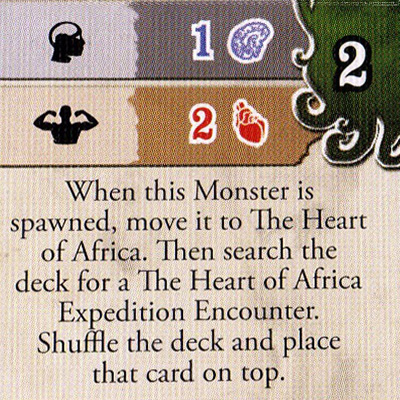 1
2
2
When this Monster is
spawned, move it to The Heart
of Africa. Then search the
deck for a The Heart of Africa
Expedition Encounter.
Shuffle the deck and place
that card on top.